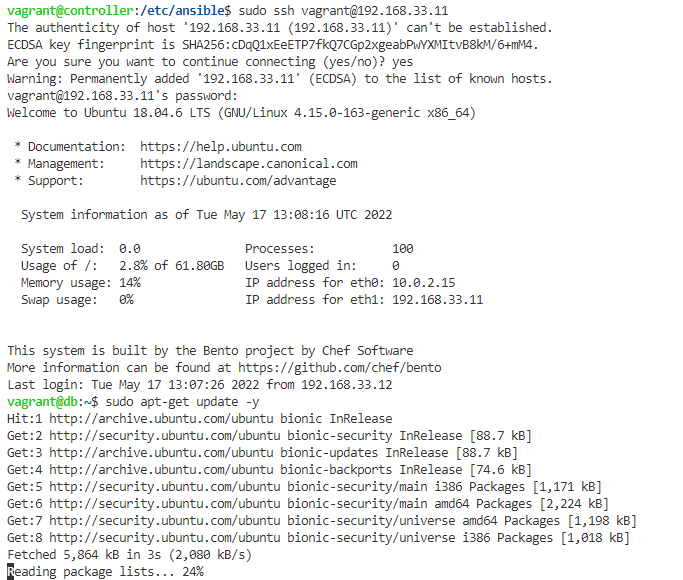 vagrant@controller:/etc/ansible$ sudo ssh vagrant@192.168.33.11
The authenticity of host '192.168.33.11 (192.168.33.11)' can't be established.
ECDSA key fingerprint is SHA256:cDqQ1xEeETP7fkQ7CGp2xgeabPwYXMItvB8kM/6+mM4.
Are you sure you want to continue connecting (yes/no)? yes
Warning: Permanently added '192.168.33.11' (ECDSA) to the list of known hosts.
vagrant@192.168.33.11's password:
Welcome to Ubuntu 18.04.6 LTS (GNU/Linux 4.15.0-163-generic x86_64)

 * Documentation:  https://help.ubuntu.com
 * Management:     https://landscape.canonical.com
 * Support:        https://ubuntu.com/advantage

  System information as of Tue May 17 13:08:16 UTC 2022

  System load:  0.0               Processes:           100
  Usage of /:   2.8% of 61.80GB   Users logged in:     0
  Memory usage: 14%               IP address for eth0: 10.0.2.15
  Swap usage:   0%                IP address for eth1: 192.168.33.11

This system is built by the Bento project by Chef Software
More information can be found at https://github.com/chef/bento
Last login: Tue May 17 13:07:26 2022 from 192.168.33.12
vagrant@db:~$ sudo apt-get update -y
Hit:1 http://archive.ubuntu.com/ubuntu bionic InRelease
Get:2 http://security.ubuntu.com/ubuntu bionic-security InRelease [88.7 kB]
Get:3 http://archive.ubuntu.com/ubuntu bionic-updates InRelease [88.7 kB]
Get:4 http://archive.ubuntu.com/ubuntu bionic-backports InRelease [74.6 kB]
Get:5 http://security.ubuntu.com/ubuntu bionic-security/main i386 Packages [1,171 kB]
Get:6 http://security.ubuntu.com/ubuntu bionic-security/main amd64 Packages [2,224 kB]
Get:7 http://security.ubuntu.com/ubuntu bionic-security/universe amd64 Packages [1,198 kB]
Get:8 http://security.ubuntu.com/ubuntu bionic-security/universe i386 Packages [1,018 kB]
Fetched 5,864 kB in 3s (2,080 kB/s)
Reading package lists... 24%